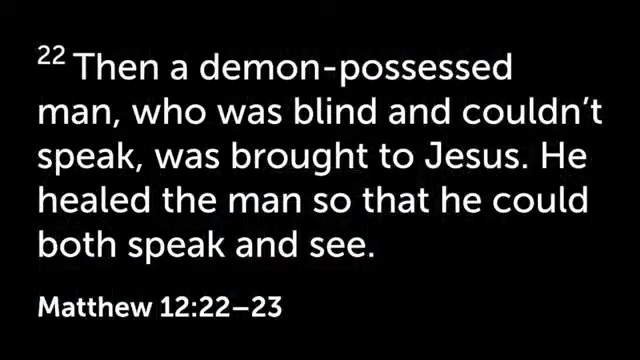 22 Then a demon-possessed
man, who was blind and couldn’t
speak, was brought to Jesus. He
healed the man so that he could
both speak and see.
Matthew 12:22–23